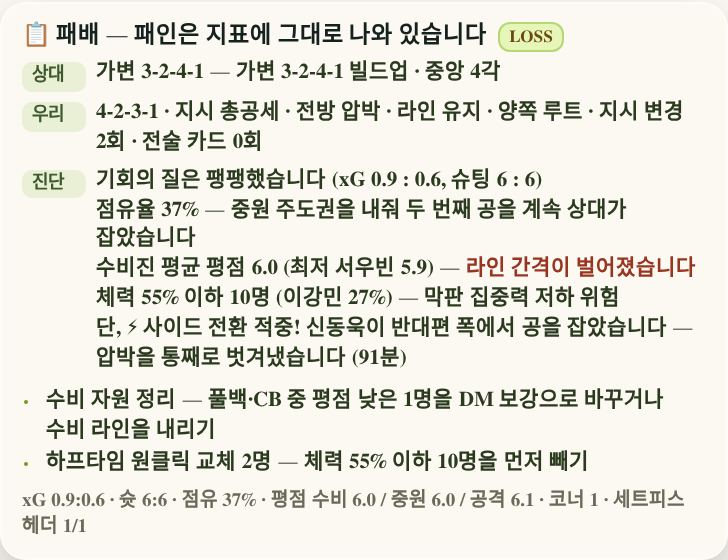 📋 패배 — 패인은 지표에 그대로 나와 있습니다 LOSS
상대 가변 3-2-4-1 — 가변 3-2-4-1 빌드업 · 중앙 4각
우리 4-2-3-1 · 지시 총공세 · 전방 압박 · 라인 유지 · 양쪽 루트 · 지시 변경
2회 · 전술 카드 0회
진단 기회의 질은 팽팽했습니다 (xG 0.9 : 0.6, 슈팅 6 : 6)
점유율 37% — 중원 주도권을 내줘 두 번째 공을 계속 상대가
잡았습니다
수비진 평균 평점 6.0 (최저 서우빈 5.9) — 라인 간격이 벌어졌습니다
체력 55% 이하 10명 (이강민 27%) — 막판 집중력 저하 위험
단, ⚡ 사이드 전환 적중! 신동욱이 반대편 폭에서 공을 잡았습니다 —
압박을 통째로 벗겨냈습니다 (91분)
• 수비 자원 정리 — 풀백·CB 중 평점 낮은 1명을 DM 보강으로 바꾸거나
수비 라인을 내리기
• 하프타임 원클릭 교체 2명 — 체력 55% 이하 10명을 먼저 빼기
xG 0.9:0.6 · 슛 6:6 · 점유 37% · 평점 수비 6.0 / 중원 6.0 / 공격 6.1 · 코너 1 · 세트피스
헤더 1/1